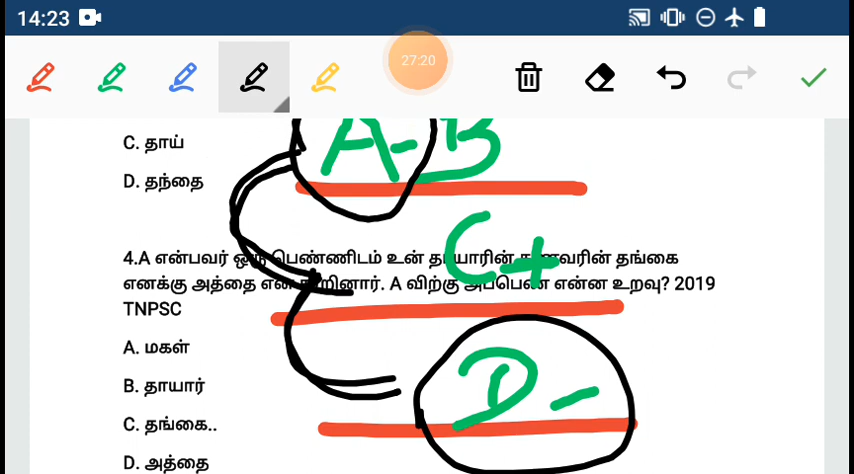 14:23
27:20
C. தாய்
A - B
D. தந்தை
C+
4.A என்பவர் ஒரு பெண்ணிடம் உன் தாயாரின் கணவரின் தங்கை
எனக்கு அத்தை என கூறினார். A விற்கு அப்பெண் என்ன உறவு? 2019
TNPSC
A. மகள்
D -
B. தாயார்
C. தங்கை..
D. அத்தை